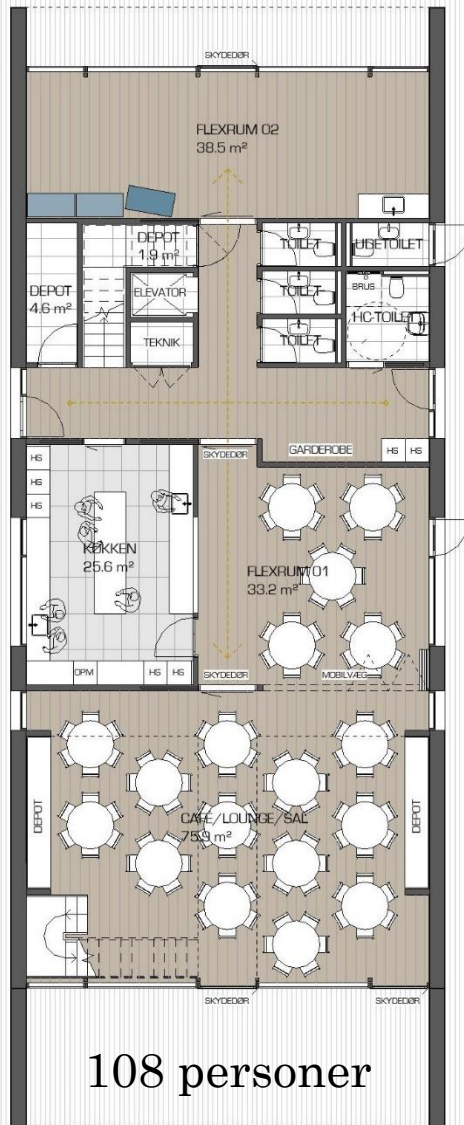 SKYDEDØR
FLEXRUM 02
38.5 m²
DEPOT
1.9 m²
TOILET
UGETOILET
DEPOT
4.6 m²
ELEVATOR
TOILET
BRUS
HC-TOILET
TEKNIK
TOILET
SKYDEDØR
GARDEROBE
HS
HS
HS
HS
HS
KØKKEN
25.6 m²
FLEXRUM 01
33.2 m²
OPM
HS
HS
SKYDEDØR
MOBILVÆG
DEPOT
CAFE/LOUNGE/SAL
75.9 m²
DEPOT
SKYDEDØR
SKYDEDØR
108 personer